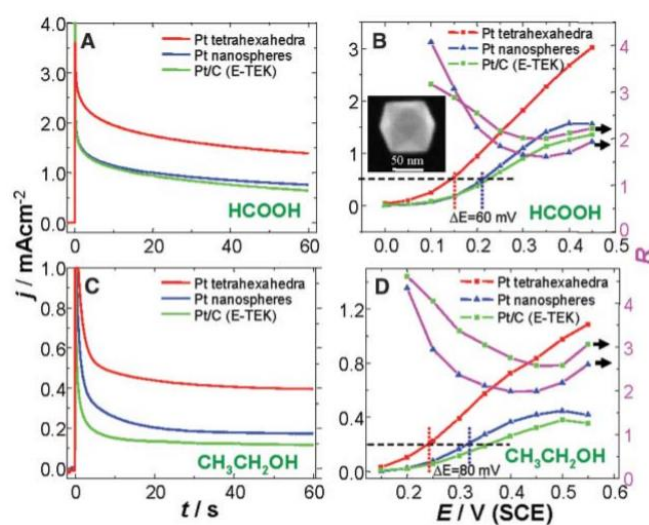 A
Pt tetrahexahedra
Pt nanospheres
Pt/C (E-TEK)
HCOOH
4.0
3.0
2.0
1.0
0.0
0
20
40
60
B
Pt tetrahexahedra
Pt nanospheres
Pt/C (E-TEK)
50 nm
ΔE=60 mV
HCOOH
3
2
1
0
0.0
0.1
0.2
0.3
0.4
0.5
4
3
2
1
0
j / mAcm-2
R
C
Pt tetrahexahedra
Pt nanospheres
Pt/C (E-TEK)
CH3CH2OH
1.0
0.8
0.6
0.4
0.2
0.0
0
20
40
60
t / s
D
Pt tetrahexahedra
Pt nanospheres
Pt/C (E-TEK)
ΔE=80 mV
CH3CH2OH
1.2
0.8
0.4
0.0
0.2
0.3
0.4
0.5
0.6
4
3
2
1
0
E / V (SCE)